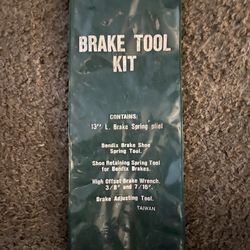 BRAKE TOOL
KIT
CONTAINS:
13" L. Brake Spring plier
Bendix Brake Shoe
Spring Tool.
Shoe Retaining Spring Tool
for Bendix Brakes.
High Offset Brake Wrench.
3/8" and 7/16".
Brake Adjusting Tool.
TAIWAN